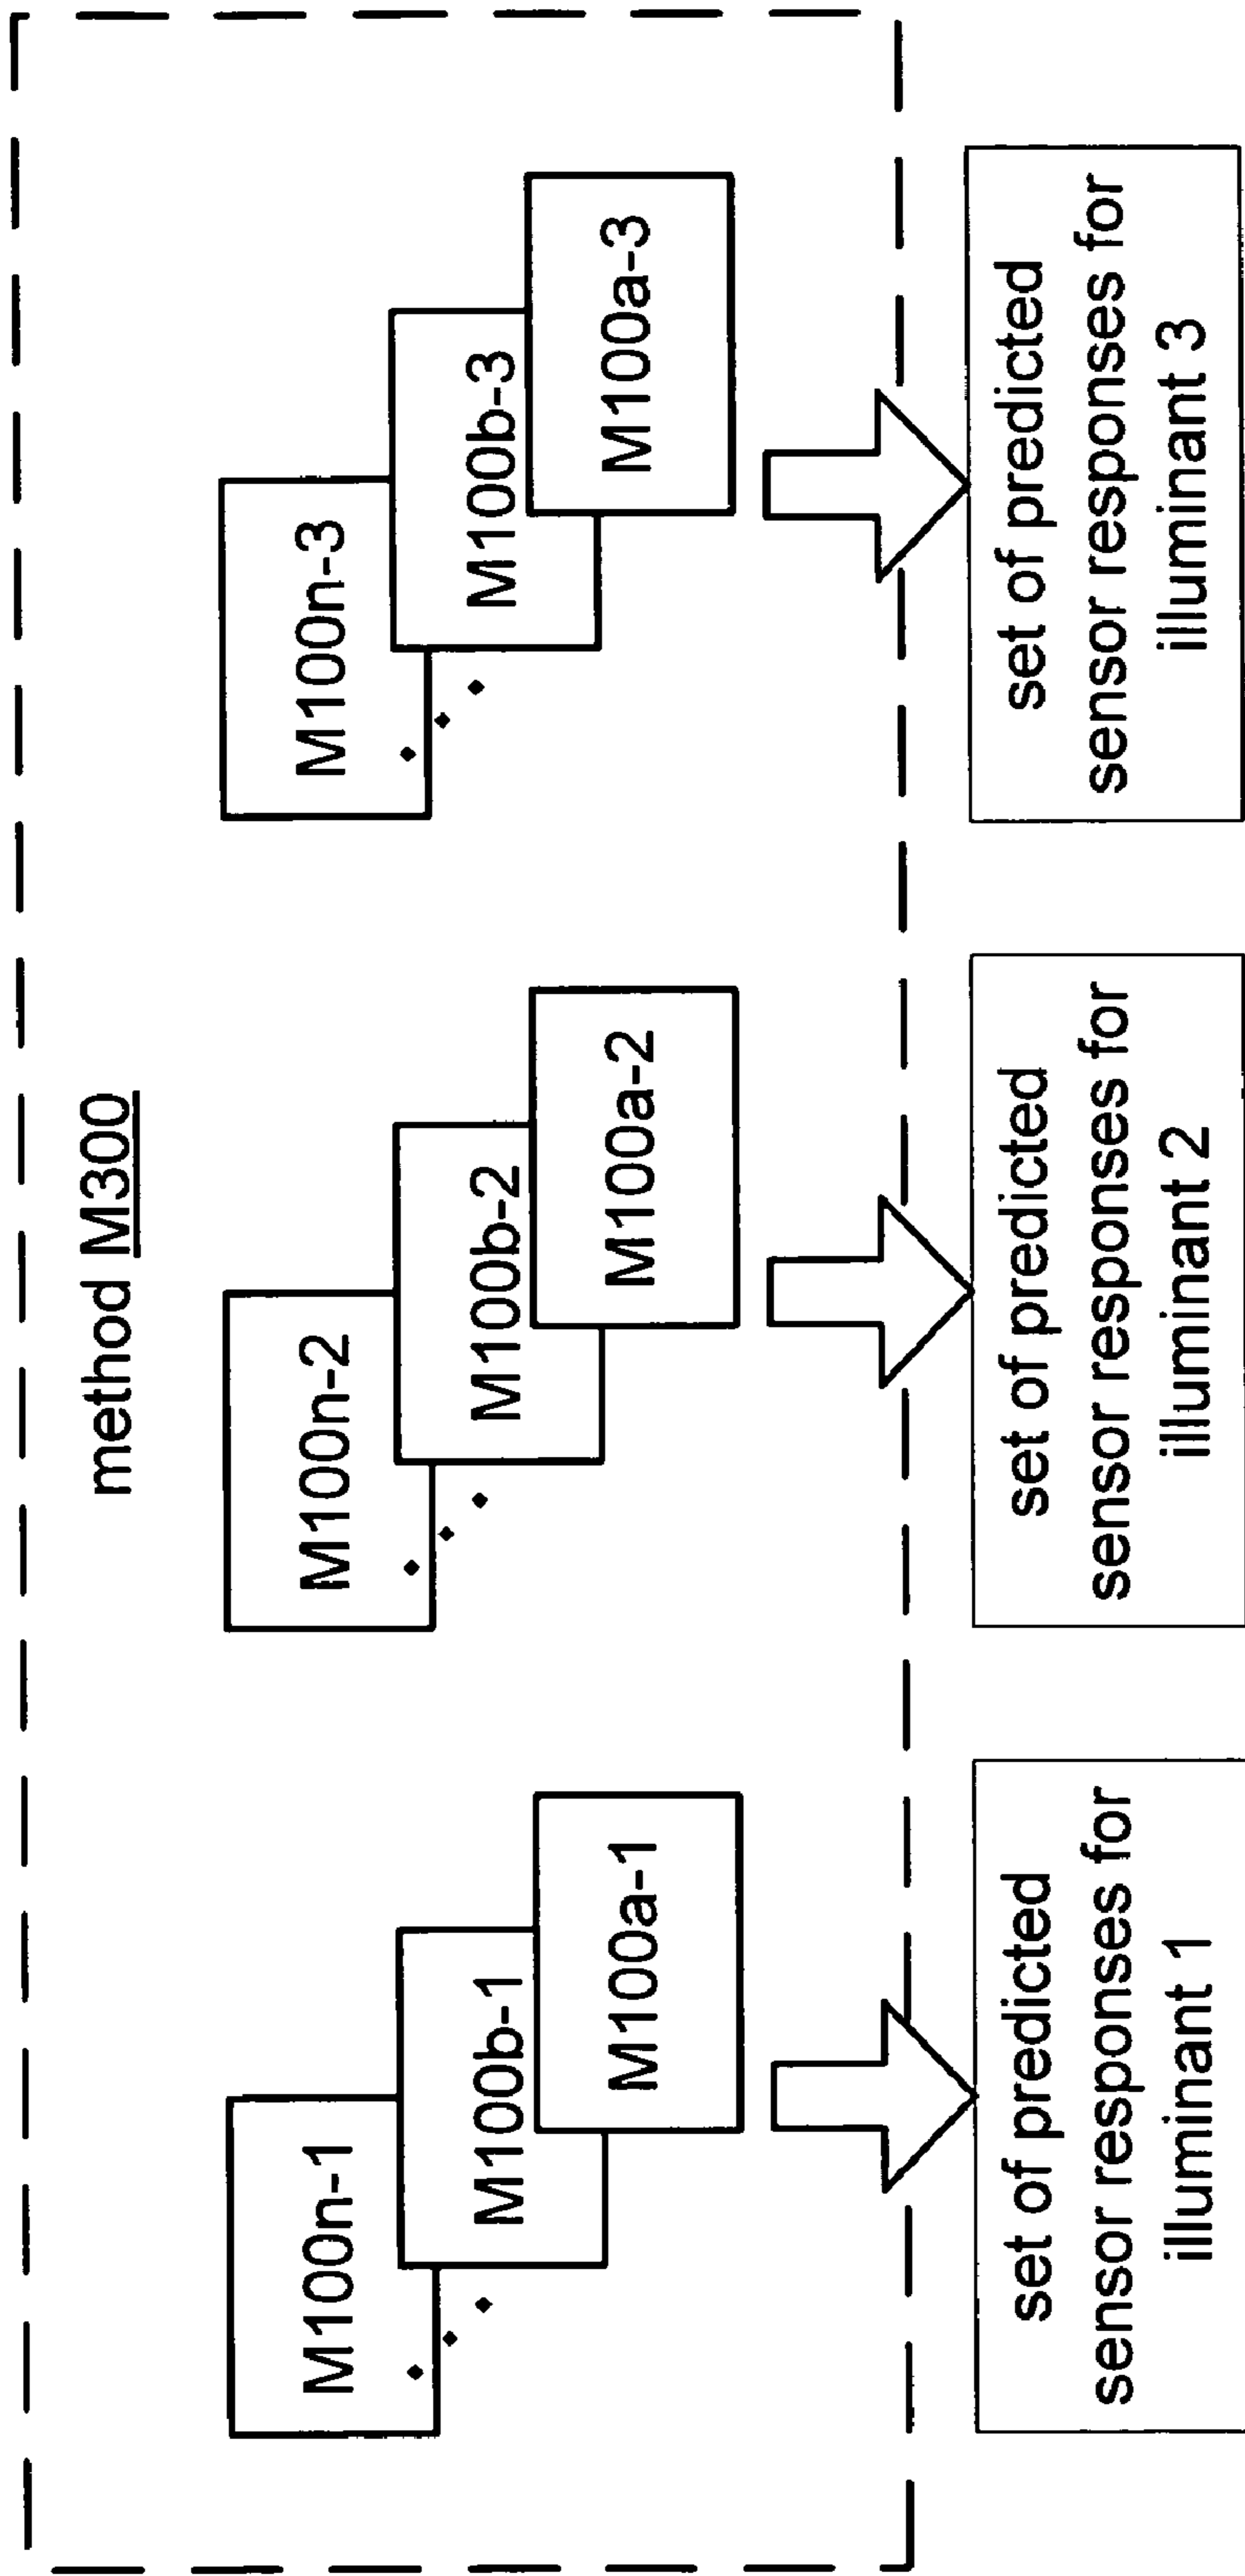 method M300
M100n-1
M100b-1
M100a-1
M100n-2
M100b-2
M100a-2
M100n-3
M100b-3
M100a-3
set of predicted
sensor responses for
illuminant 1
set of predicted
sensor responses for
illuminant 2
set of predicted
sensor responses for
illuminant 3